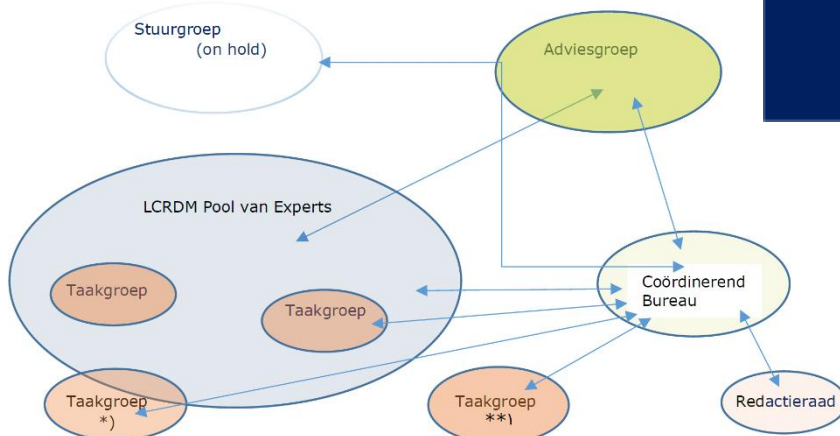 Stuurgroep
(on hold)
Adviesgroep
LCRDM Pool van Experts
Taakgroep
Taakgroep
Coördinerend
Bureau
Taakgroep
*)
Taakgroep
**)
Redactieraad